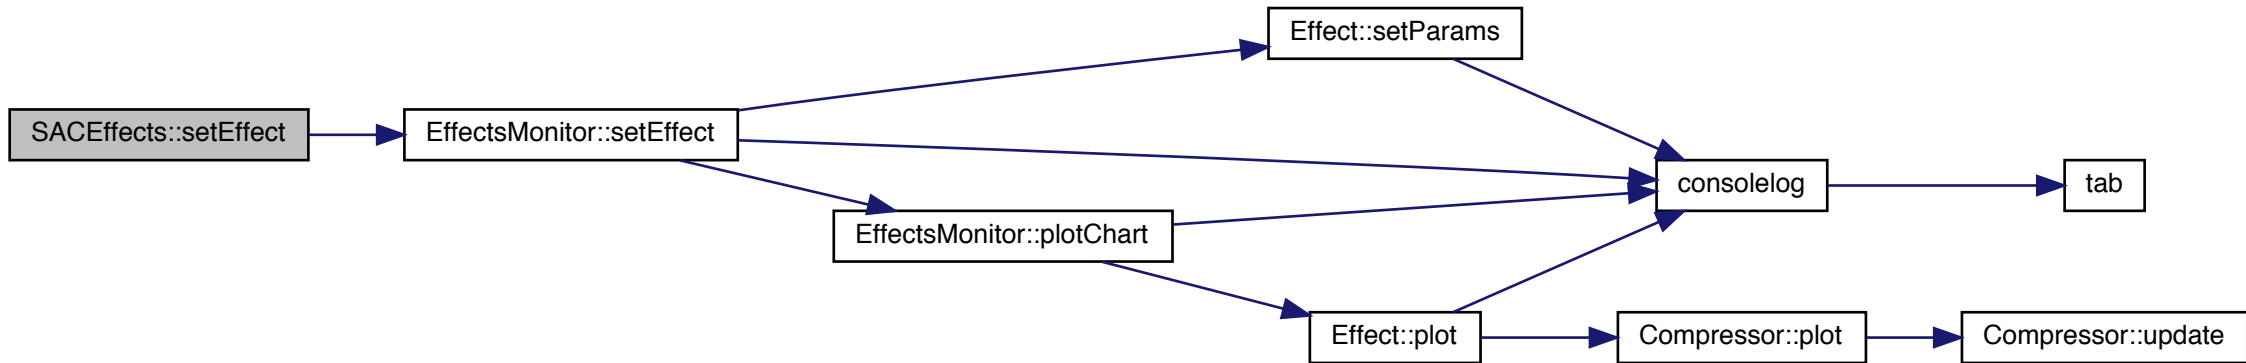 SACEffects::setEffect
EffectsMonitor::setEffect
Effect::setParams
EffectsMonitor::plotChart
Effect::plot
consolelog
Compressor::plot
tab
Compressor::update